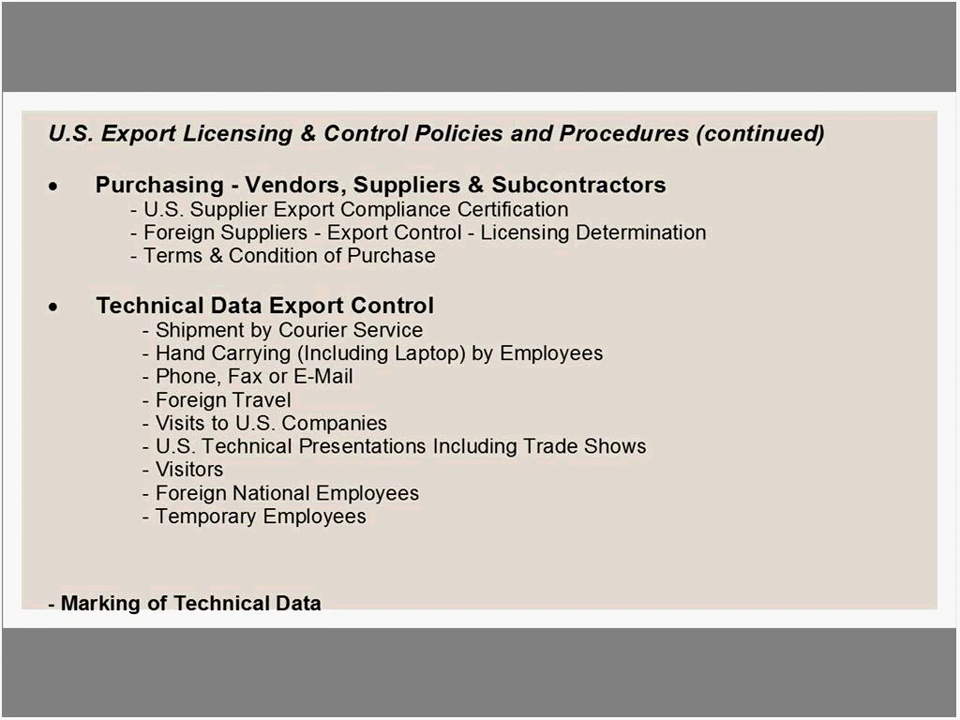 U.S. Export Licensing & Control Policies and Procedures (continued)
• Purchasing - Vendors, Suppliers & Subcontractors
- U.S. Supplier Export Compliance Certification
- Foreign Suppliers - Export Control - Licensing Determination
- Terms & Condition of Purchase
• Technical Data Export Control
- Shipment by Courier Service
- Hand Carrying (Including Laptop) by Employees
- Phone, Fax or E-Mail
- Foreign Travel
- Visits to U.S. Companies
- U.S. Technical Presentations Including Trade Shows
- Visitors
- Foreign National Employees
- Temporary Employees
- Marking of Technical Data